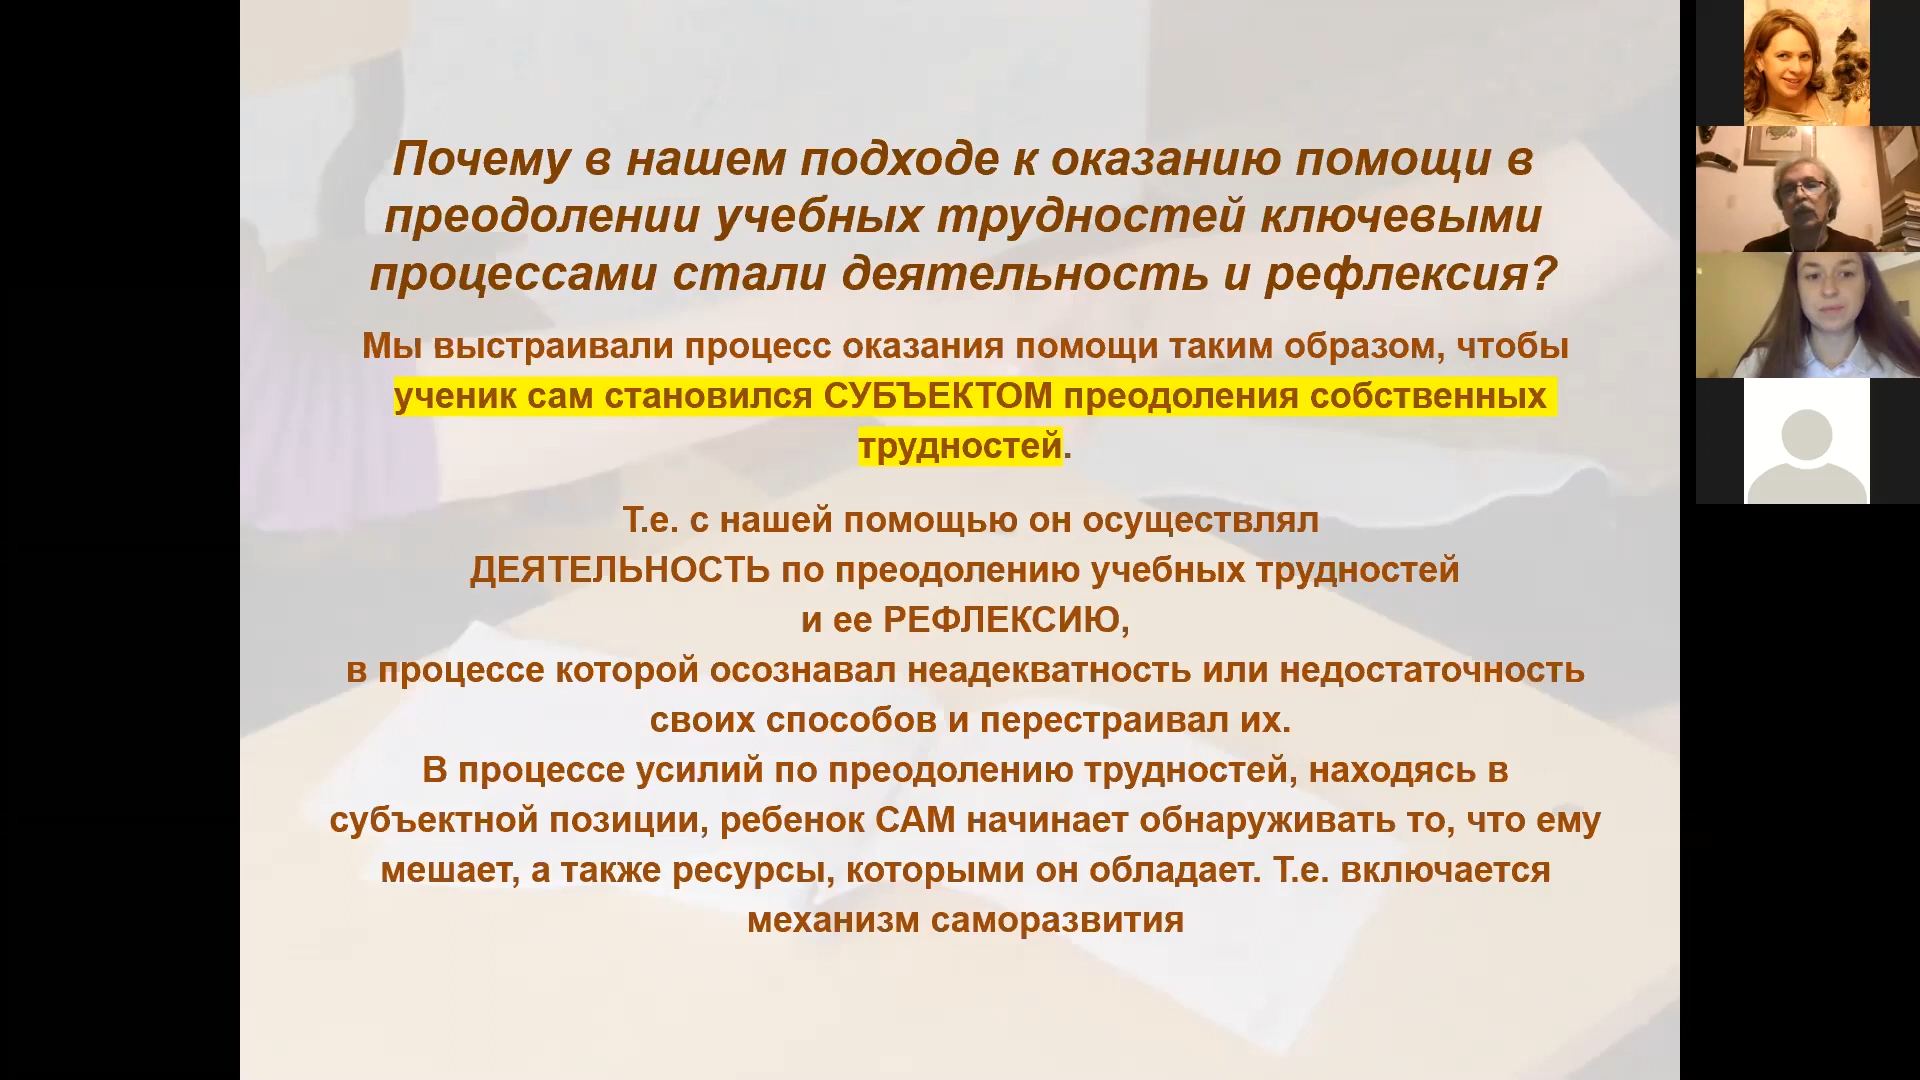 Почему в нашем подходе к оказанию помощи в
преодолении учебных трудностей ключевыми
процессами стали деятельность и рефлексия?
Мы выстраивали процесс оказания помощи таким образом, чтобы
ученик сам становился СУБЪЕКТОМ преодоления собственных
трудностей.
Т.е. с нашей помощью он осуществлял
ДЕЯТЕЛЬНОСТЬ по преодолению учебных трудностей
и ее РЕФЛЕКСИЮ,
в процессе которой осознавал неадекватность или недостаточность
своих способов и перестраивал их.
В процессе усилий по преодолению трудностей, находясь в
субъектной позиции, ребенок САМ начинает обнаруживать то, что ему
мешает, а также ресурсы, которыми он обладает. Т.е. включается
механизм саморазвития